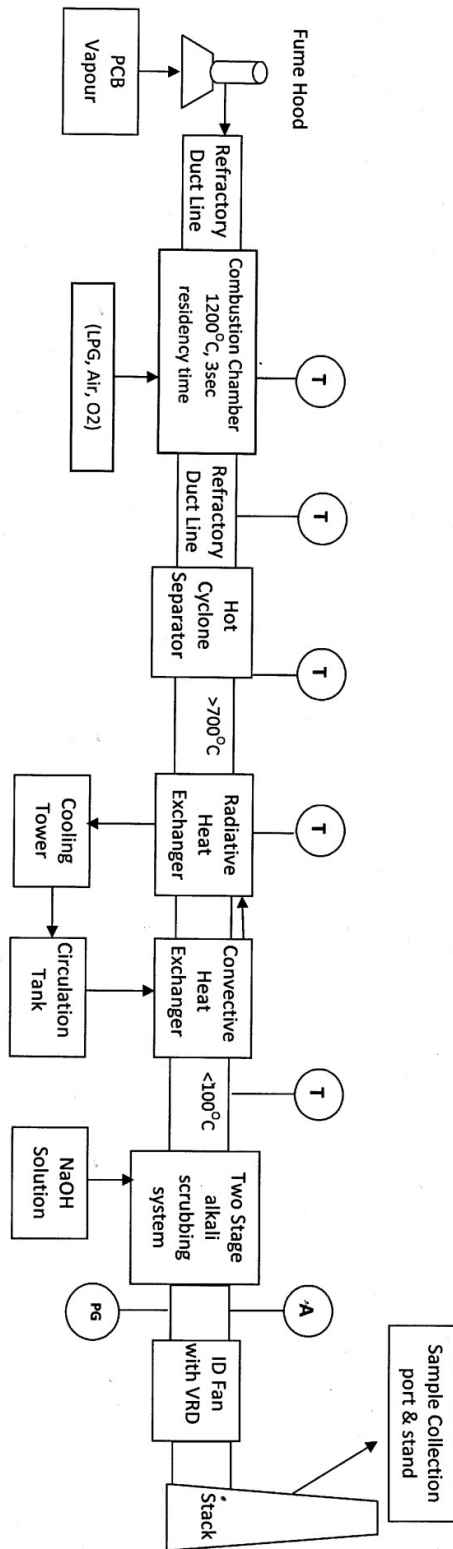 Fume Hood
PCB
Vapour
Refractory
Duct Line
Combustion Chamber
1200°C, 3sec
residency time
(LPG, Air, O2)
T
Refractory
Duct Line
T
Hot
Cyclone
Separator
T
>700°C
Radiative
Heat
Exchanger
T
Cooling
Tower
Circulation
Tank
Convective
Heat
Exchanger
<100°C
T
NaOH
Solution
Two Stage
alkali
scrubbing
system
A
PG
ID Fan
with VRD
Stack
Sample Collection
port & stand